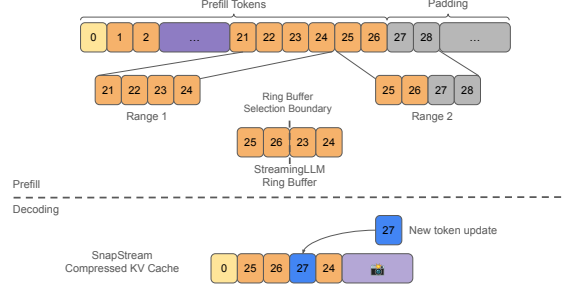 Prefill Tokens Padding
0 1 2 ... 21 22 23 24 25 26 27 28 ...
21 22 23 24 25 26 27 28
Range 1 Range 2
Ring Buffer
Selection Boundary
25 26 23 24
StreamingLLM
Ring Buffer
Prefill
Decoding
27 New token update
SnapStream
Compressed KV Cache
0 25 26 27 24